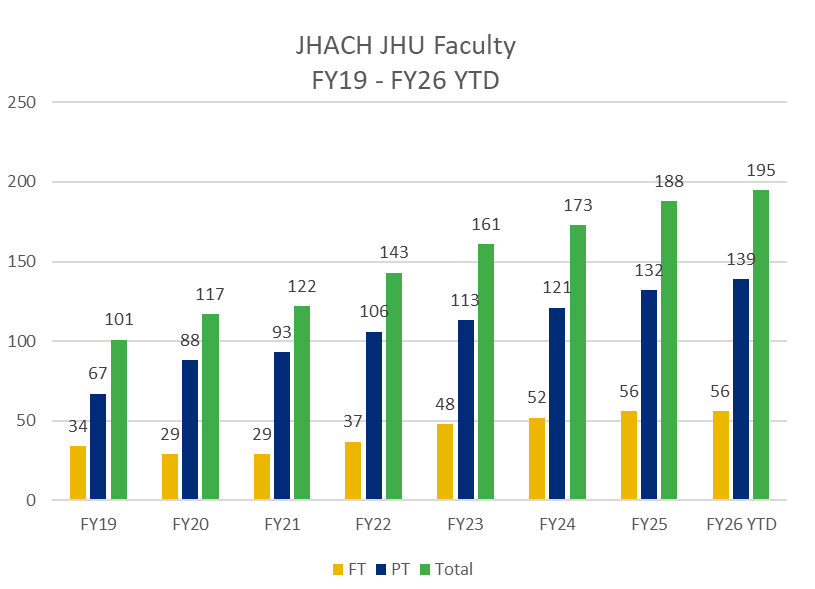 JHACH JHU Faculty
FY19 - FY26 YTD
250
200
150
100
50
0
34
67
101
29
88
117
29
93
122
37
106
143
48
113
161
52
121
173
56
132
188
56
139
195
FY19
FY20
FY21
FY22
FY23
FY24
FY25
FY26 YTD
FT
PT
Total